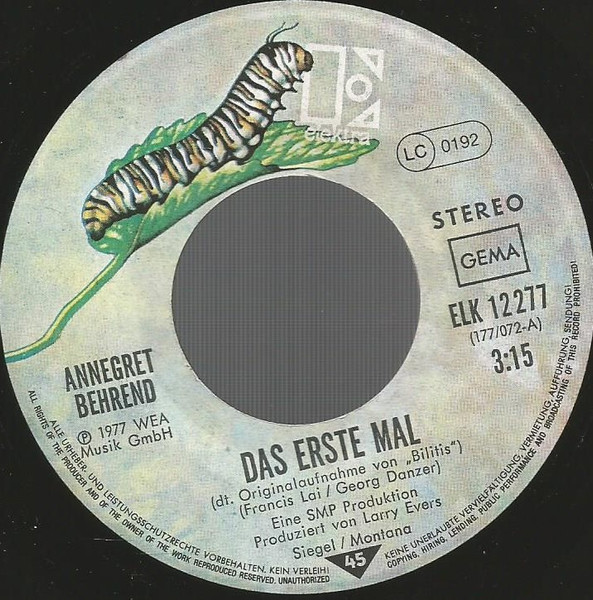 elektra
LC 0192
STEREO
GEMA
ELK 12277
(177/072-A)
3:15
ANNEGRET
BEHREND
℗ 1977 WEA
Musik GmbH
DAS ERSTE MAL
(dt. Originalaufnahme von „Bilitis")
(Francis Lai / Georg Danzer)
Eine SMP Produktion
Produziert von Larry Evers
Siegel / Montana
45
ALLE URHEBER- UND LEISTUNGSSCHUTZRECHTE VORBEHALTEN. KEIN VERLEIH!
KEINE UNERLAUBTE VERVIELFÄLTIGUNG, VERMIETUNG, AUFFÜHRUNG, SENDUNG!
ALL RIGHTS OF THE PRODUCER AND OF THE OWNER OF THE WORK REPRODUCED RESERVED. UNAUTHORIZED
COPYING, HIRING, LENDING, PUBLIC PERFORMANCE AND BROADCASTING OF THIS RECORD PROHIBITED!